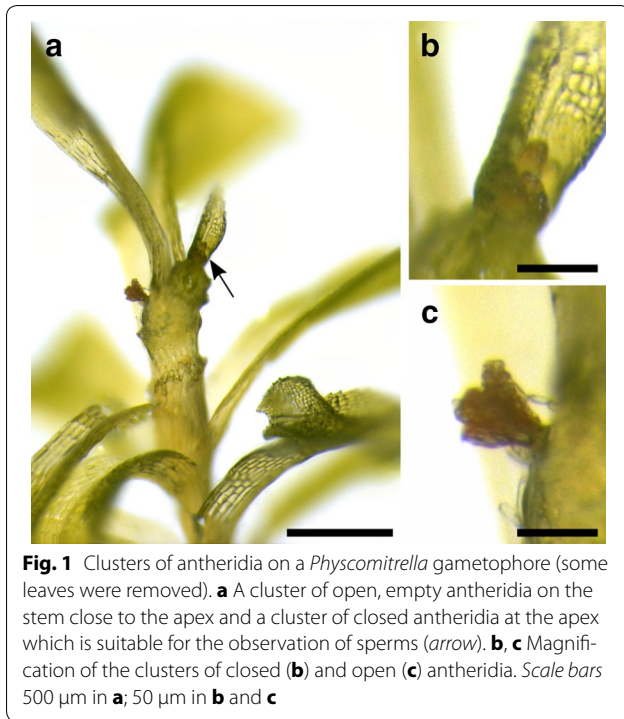 a
b
c
Fig. 1 Clusters of antheridia on a Physcomitrella gametophore (some
leaves were removed). a A cluster of open, empty antheridia on the
stem close to the apex and a cluster of closed antheridia at the apex
which is suitable for the observation of sperms (arrow). b, c Magnifi-
cation of the clusters of closed (b) and open (c) antheridia. Scale bars
500 µm in a; 50 µm in b and c